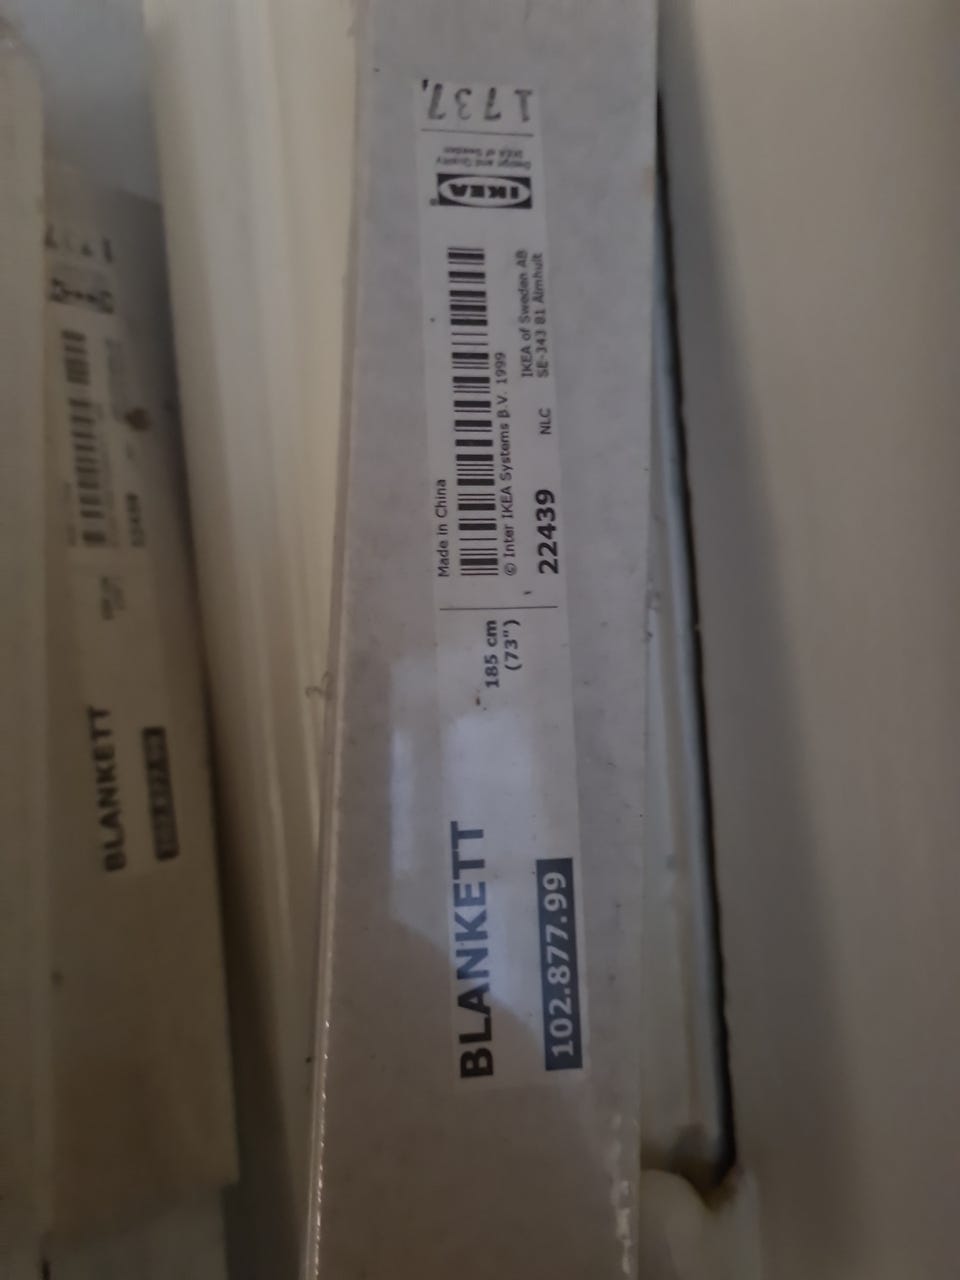 BLANKETT
102.877.99
185 cm
(73")
Made in China
© Inter IKEA Systems B.V. 1999
22439
NLC
IKEA of Sweden AB
SE-343 81 Älmhult
IKEA®
Design and Quality
IKEA of Sweden
1737
BLANKETT
22439